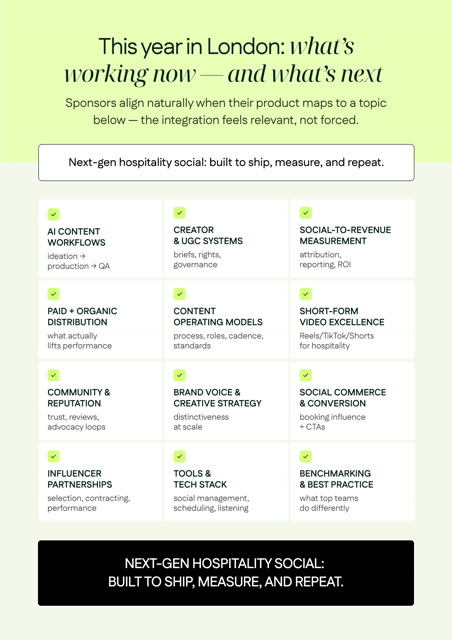 This year in London: what's
working now — and what's next
Sponsors align naturally when their product maps to a topic
below — the integration feels relevant, not forced.
Next-gen hospitality social: built to ship, measure, and repeat.
AI CONTENT
WORKFLOWS
ideation →
production → QA
CREATOR
& UGC SYSTEMS
briefs, rights,
governance
SOCIAL-TO-REVENUE
MEASUREMENT
attribution,
reporting, ROI
PAID + ORGANIC
DISTRIBUTION
what actually
lifts performance
CONTENT
OPERATING MODELS
process, roles, cadence,
standards
SHORT-FORM
VIDEO EXCELLENCE
Reels/TikTok/Shorts
for hospitality
COMMUNITY &
REPUTATION
trust, reviews,
advocacy loops
BRAND VOICE &
CREATIVE STRATEGY
distinctiveness
at scale
SOCIAL COMMERCE
& CONVERSION
booking influence
+ CTAs
INFLUENCER
PARTNERSHIPS
selection, contracting,
performance
TOOLS &
TECH STACK
social management,
scheduling, listening
BENCHMARKING
& BEST PRACTICE
what top teams
do differently
NEXT-GEN HOSPITALITY SOCIAL:
BUILT TO SHIP, MEASURE, AND REPEAT.